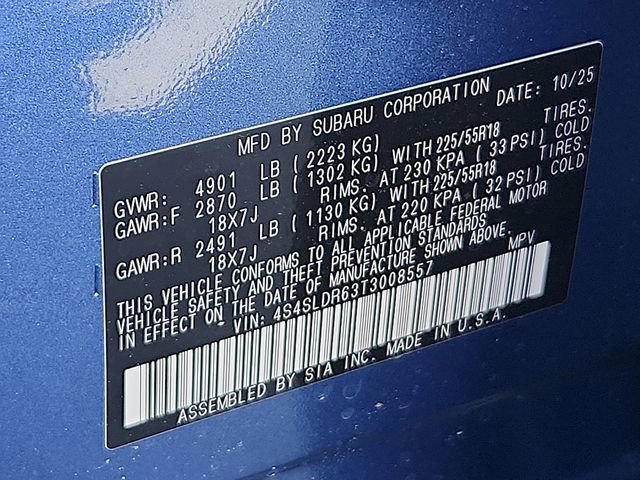 MFD BY SUBARU CORPORATION DATE: 10/25
GVWR: 4901 LB ( 2223 KG)
GAWR:F 2870 LB ( 1302 KG) WITH 225/55R18 TIRES.
18X7J RIMS. AT 230 KPA ( 33 PSI) COLD
GAWR:R 2491 LB ( 1130 KG) WITH 225/55R18 TIRES.
18X7J RIMS. AT 220 KPA ( 32 PSI) COLD
THIS VEHICLE CONFORMS TO ALL APPLICABLE FEDERAL MOTOR
VEHICLE SAFETY AND THEFT PREVENTION STANDARDS
IN EFFECT ON THE DATE OF MANUFACTURE SHOWN ABOVE.
VIN: 4S4SLDR63T3008557 MPV
ASSEMBLED BY SIA INC. MADE IN U.S.A.